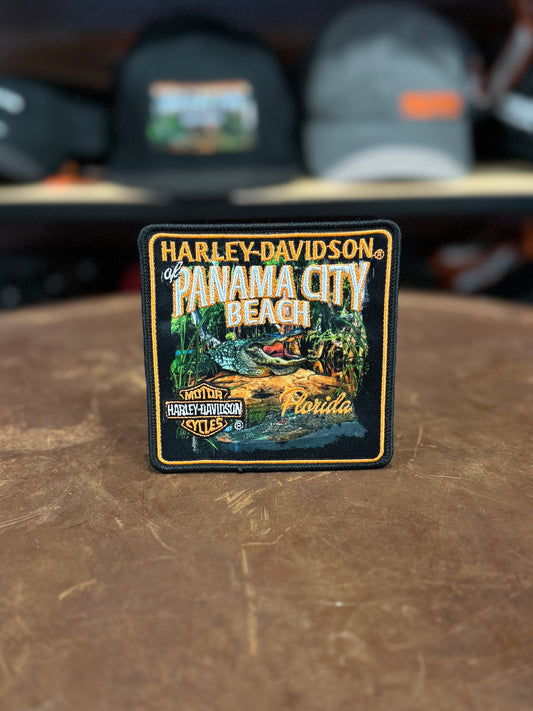 HARLEY-DAVIDSON®
of
PANAMA CITY
BEACH
MOTOR
HARLEY-DAVIDSON
CYCLES
®
Florida